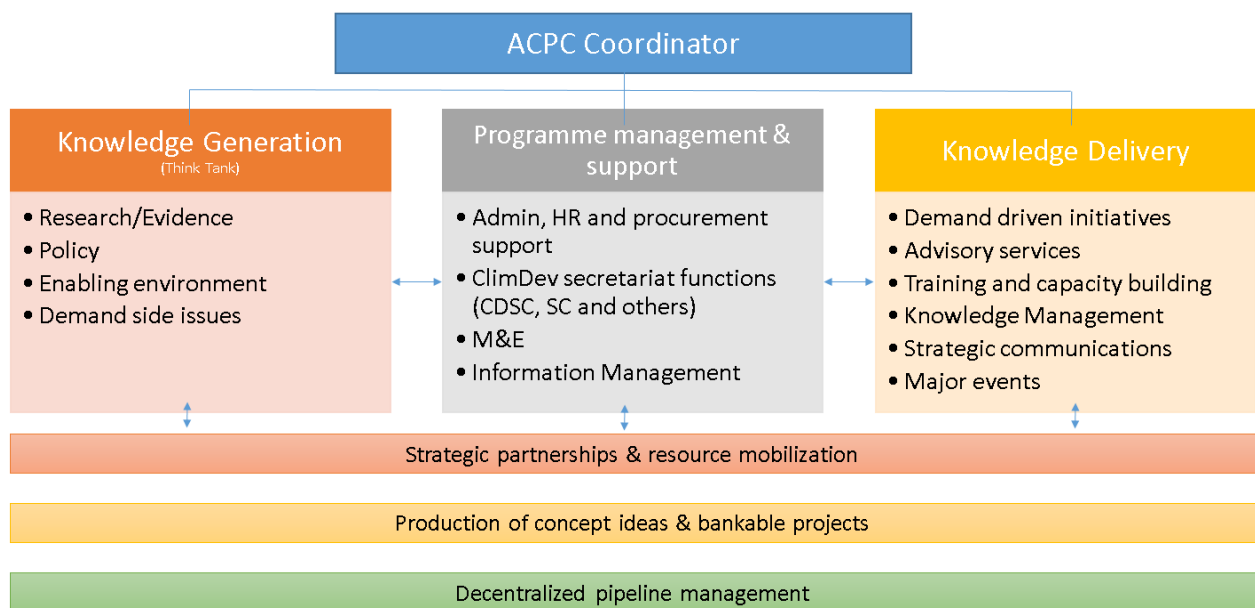 ACPC Coordinator
Knowledge Generation
(Think Tank)
• Research/Evidence
• Policy
• Enabling environment
• Demand side issues
Programme management &
support
• Admin, HR and procurement
support
• ClimDev secretariat functions
(CDSC, SC and others)
• M&E
• Information Management
Knowledge Delivery
• Demand driven initiatives
• Advisory services
• Training and capacity building
• Knowledge Management
• Strategic communications
• Major events
Strategic partnerships & resource mobilization
Production of concept ideas & bankable projects
Decentralized pipeline management